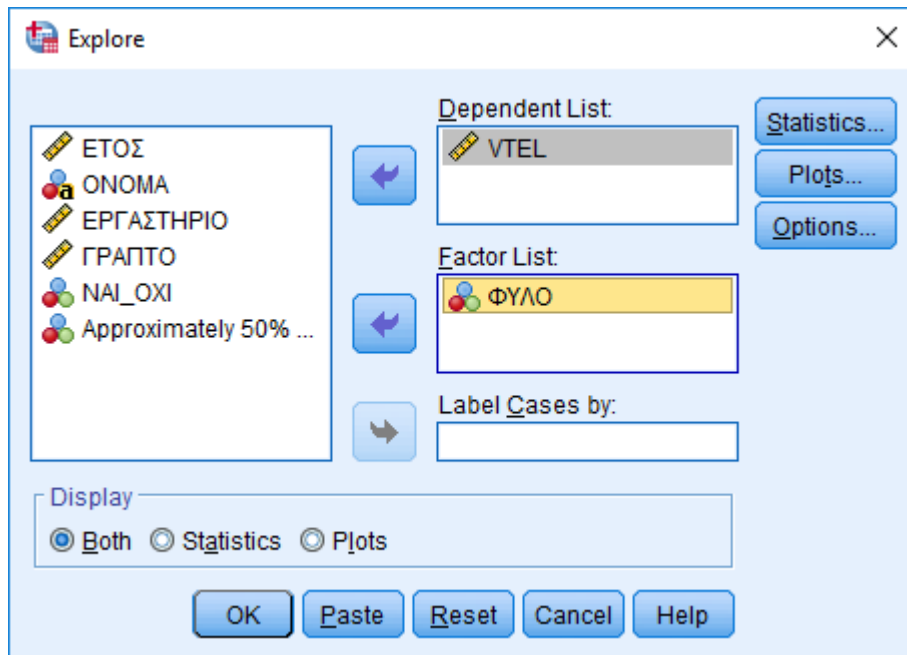 Explore
ΕΤΟΣ
ΟΝΟΜΑ
ΕΡΓΑΣΤΗΡΙΟ
ΓΡΑΠΤΟ
ΝΑΙ_ΟΧΙ
Approximately 50% ...
Dependent List:
VTEL
Factor List:
ΦΥΛΟ
Label Cases by:
Statistics...
Plots...
Options...
Display
Both Statistics Plots
OK Paste Reset Cancel Help